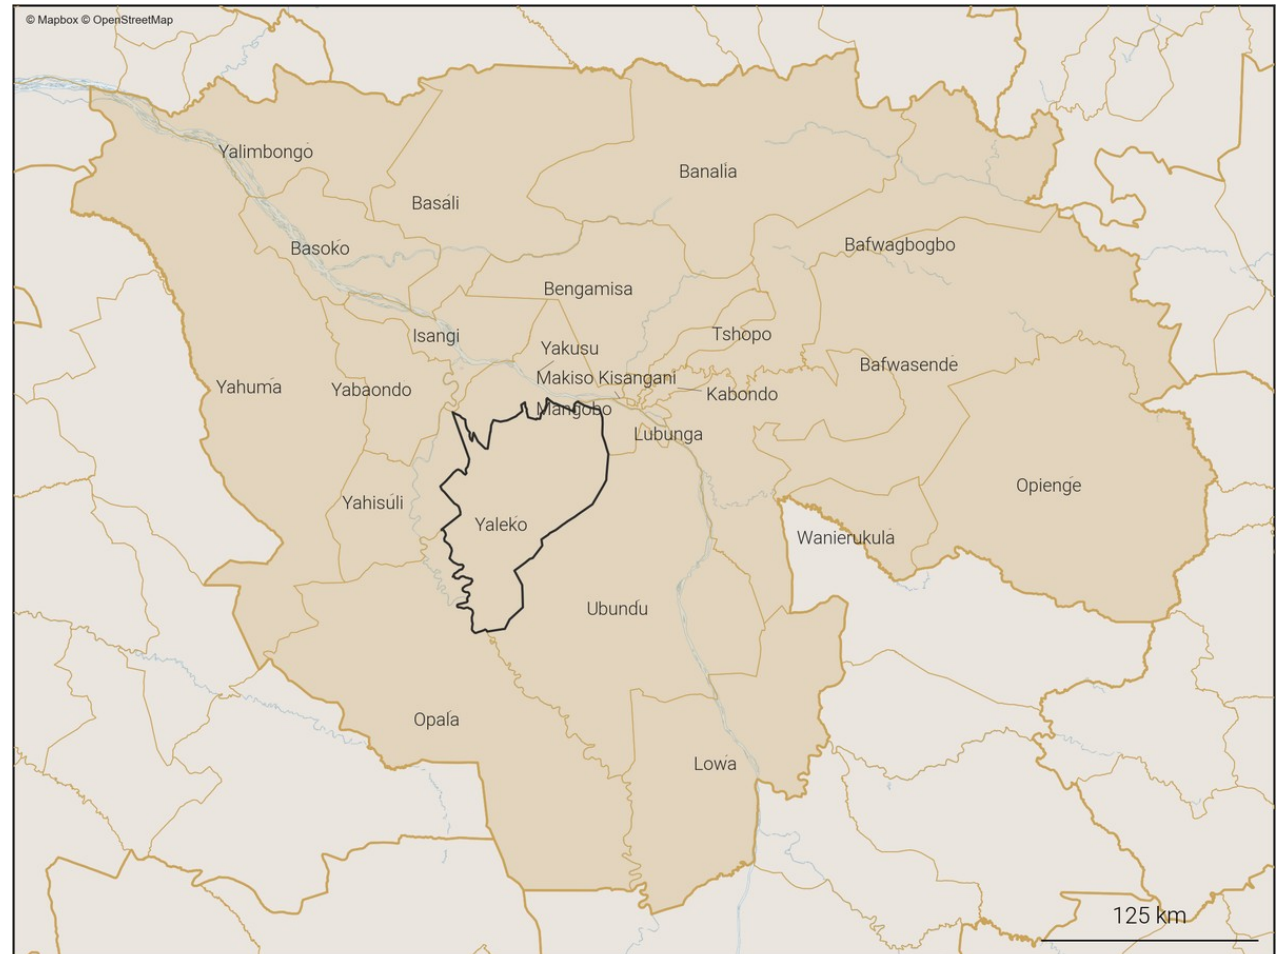 © Mapbox © OpenStreetMap
Yalimbongo
Banalia
Basali
Bafwagbogbo
Basoko
Bengamisa
Isangi
Tshopo
Yakusu
Bafwasende
Makiso Kisangani
Yahuma
Yabaondo
Kabondo
Mangobo
Lubunga
Opienge
Yahisuli
Yaleko
Wanierukula
Ubundu
Opala
Lowa
125 km